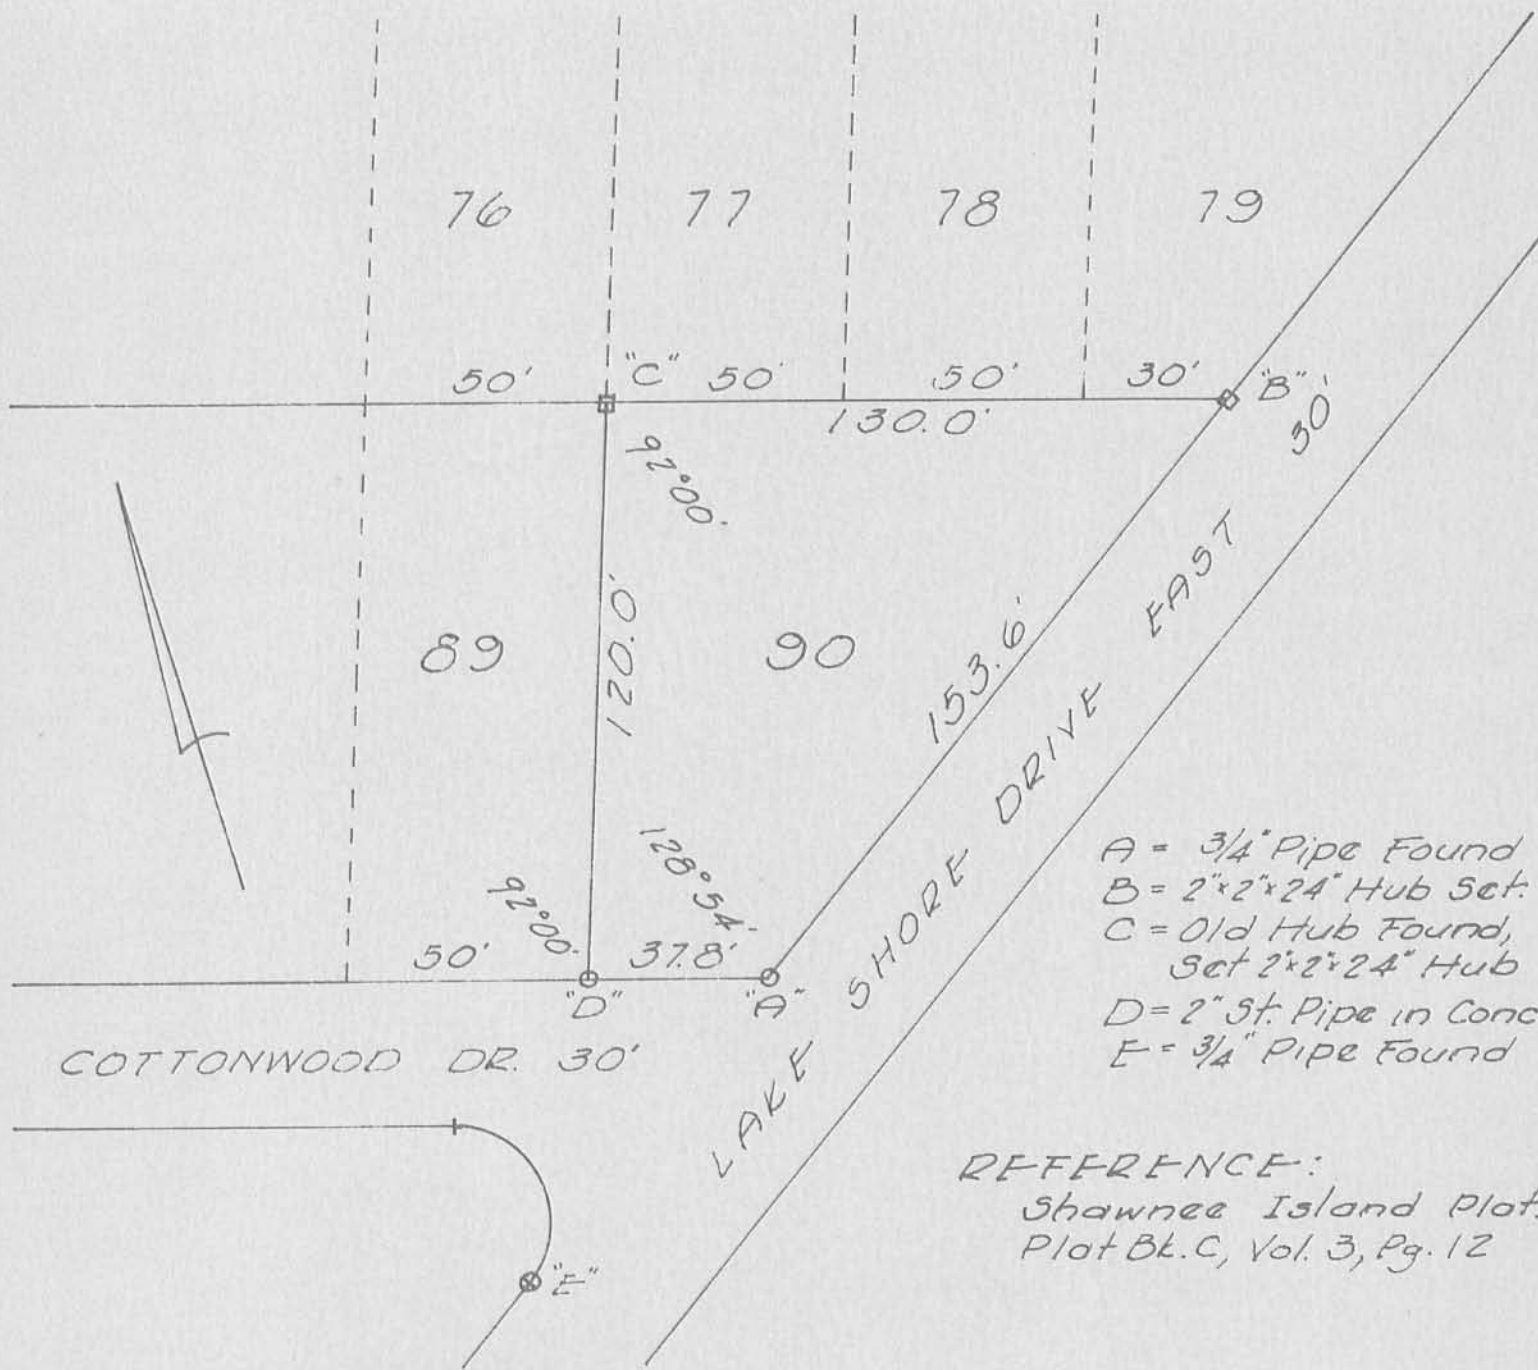 76
77
78
79
50'
"C"
50'
50'
30'
"B"
130.0'
30'
92°00'
89
120.0'
90
153.6'
LAKE SHORE DRIVE EAST
128°54'
92°00'
50'
37.8'
"D"
"A"
COTTONWOOD DR. 30'
"E"
A = 3/4" Pipe Found
B = 2"x2"x24" Hub Set.
C = Old Hub Found,
Set 2"x2"x24" Hub
D = 2" St. Pipe in Conc
E = 3/4" Pipe Found
REFERENCE:
Shawnee Island Plat.
Plat Bk. C, Vol. 3, Pg. 12